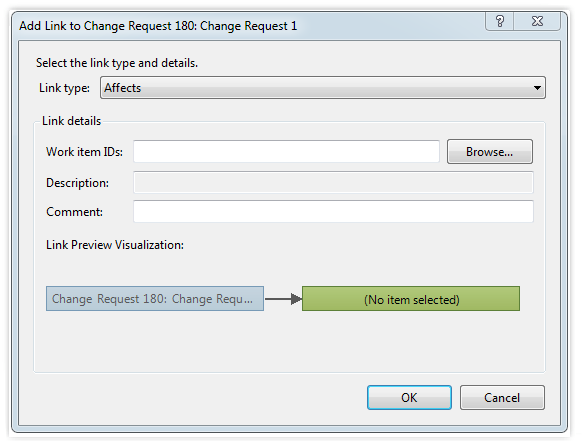 Add Link to Change Request 180: Change Request 1
?
Select the link type and details.
Link type: Affects
Link details
Work item IDs: Browse...
Description:
Comment:
Link Preview Visualization:
Change Request 180: Change Requ... (No item selected)
OK Cancel